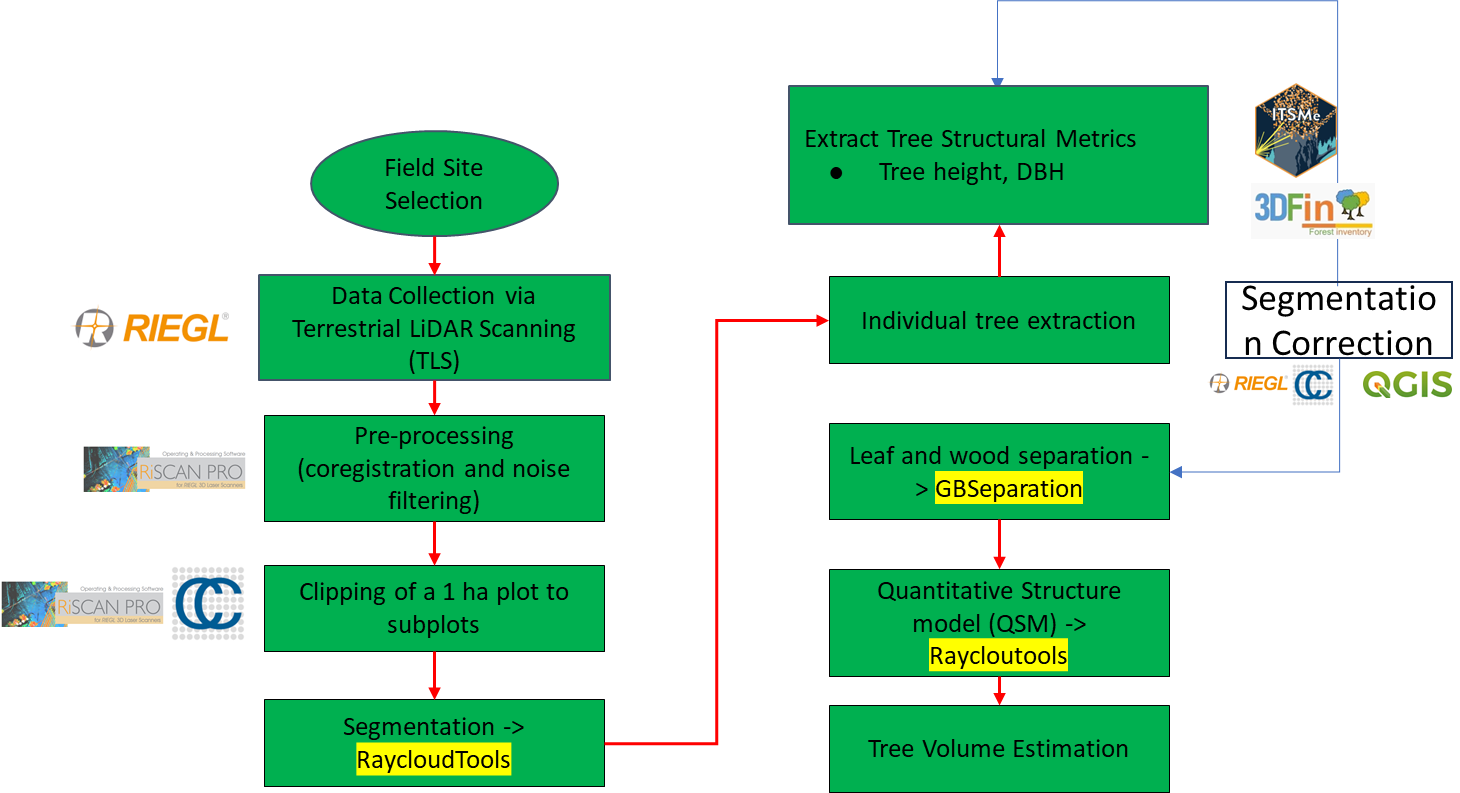 Field Site
Selection
RIEGL®
Data Collection via
Terrestrial LiDAR Scanning
(TLS)
Operating & Processing Software
RiSCAN PRO
for RIEGL 3D Laser Scanners
Pre-processing
(coregistration and noise
filtering)
Operating & Processing Software
RiSCAN PRO
for RIEGL 3D Laser Scanners
CC
Clipping of a 1 ha plot to
subplots
Segmentation ->
RaycloudTools
Extract Tree Structural Metrics
● Tree height, DBH
ITSMe
3DFin
Forest inventory
Individual tree extraction
Segmentatio
n Correction
RIEGL
CC
QGIS
Leaf and wood separation -
> GBSeparation
Quantitative Structure
model (QSM) ->
Raycloutools
Tree Volume Estimation